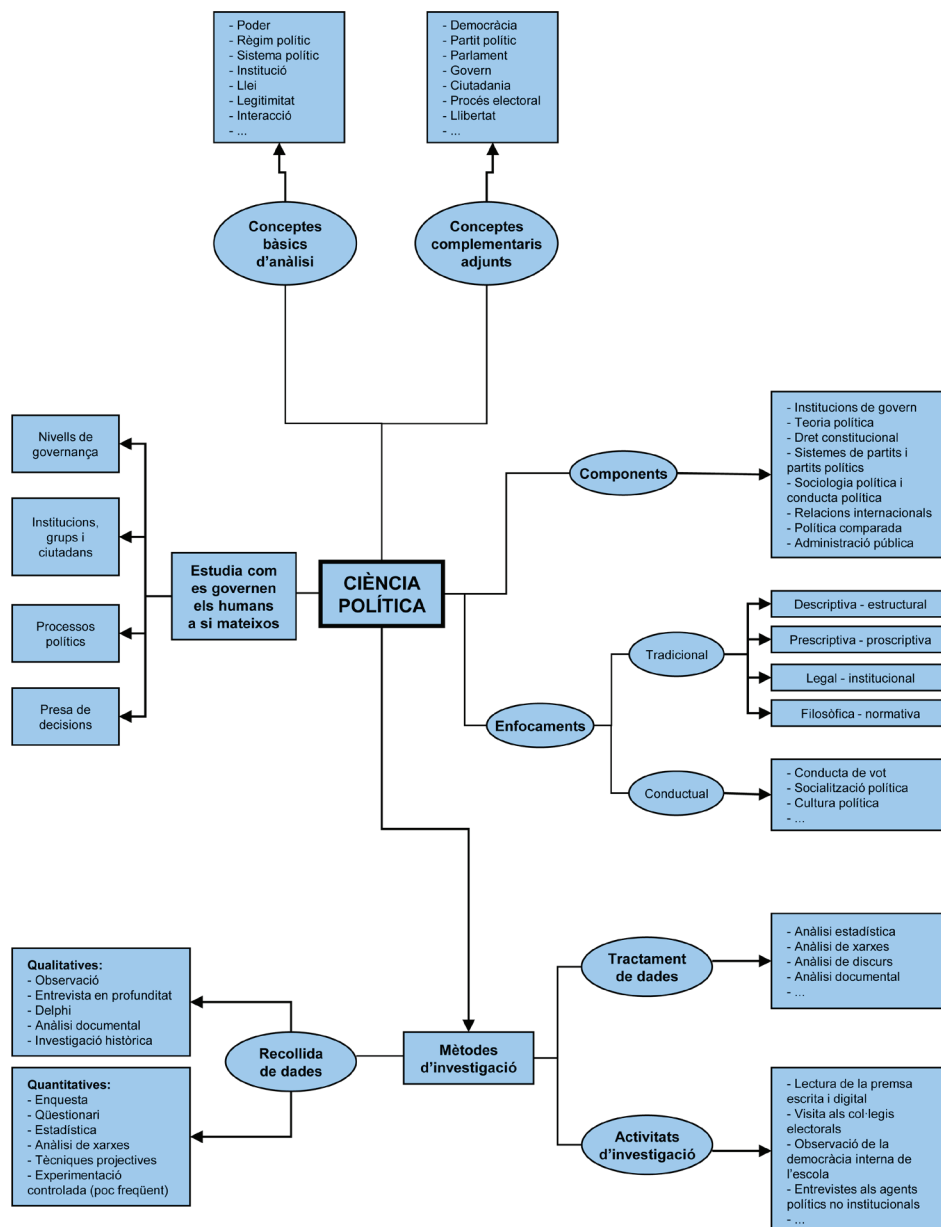 - Poder
- Règim polític
- Sistema polític
- Institució
- Llei
- Legitimitat
- Interacció
- ...
- Democràcia
- Partit polític
- Parlament
- Govern
- Ciutadania
- Procés electoral
- Llibertat
- ...
Conceptes
bàsics
d'anàlisi
Conceptes
complementaris
adjunts
Nivells de
governança
Institucions,
grups i
ciutadans
Processos
polítics
Presa de
decisions
Estudia com
es governen
els humans
a si mateixos
CIÈNCIA
POLÍTICA
Components
- Institucions de govern
- Teoria política
- Dret constitucional
- Sistemes de partits i
partits polítics
- Sociologia política i
conducta política
- Relacions internacionals
- Política comparada
- Administració pública
Enfocaments
Tradicional
Descriptiva - estructural
Prescriptiva - proscriptiva
Legal - institucional
Filosòfica - normativa
Conductual
- Conducta de vot
- Socialització política
- Cultura política
- ...
Qualitatives:
- Observació
- Entrevista en profunditat
- Delphi
- Anàlisi documental
- Investigació històrica
Quantitatives:
- Enquesta
- Qüestionari
- Estadística
- Anàlisi de xarxes
- Tècniques projectives
- Experimentació
controlada (poc freqüent)
Recollida
de dades
Mètodes
d'investigació
Tractament
de dades
- Anàlisi estadística
- Anàlisi de xarxes
- Anàlisi de discurs
- Anàlisi documental
- ...
Activitats
d'investigació
- Lectura de la premsa
escrita i digital
- Visita als col·legis
electorals
- Observació de la
democràcia interna de
l'escola
- Entrevistes als agents
polítics no institucionals
- ...